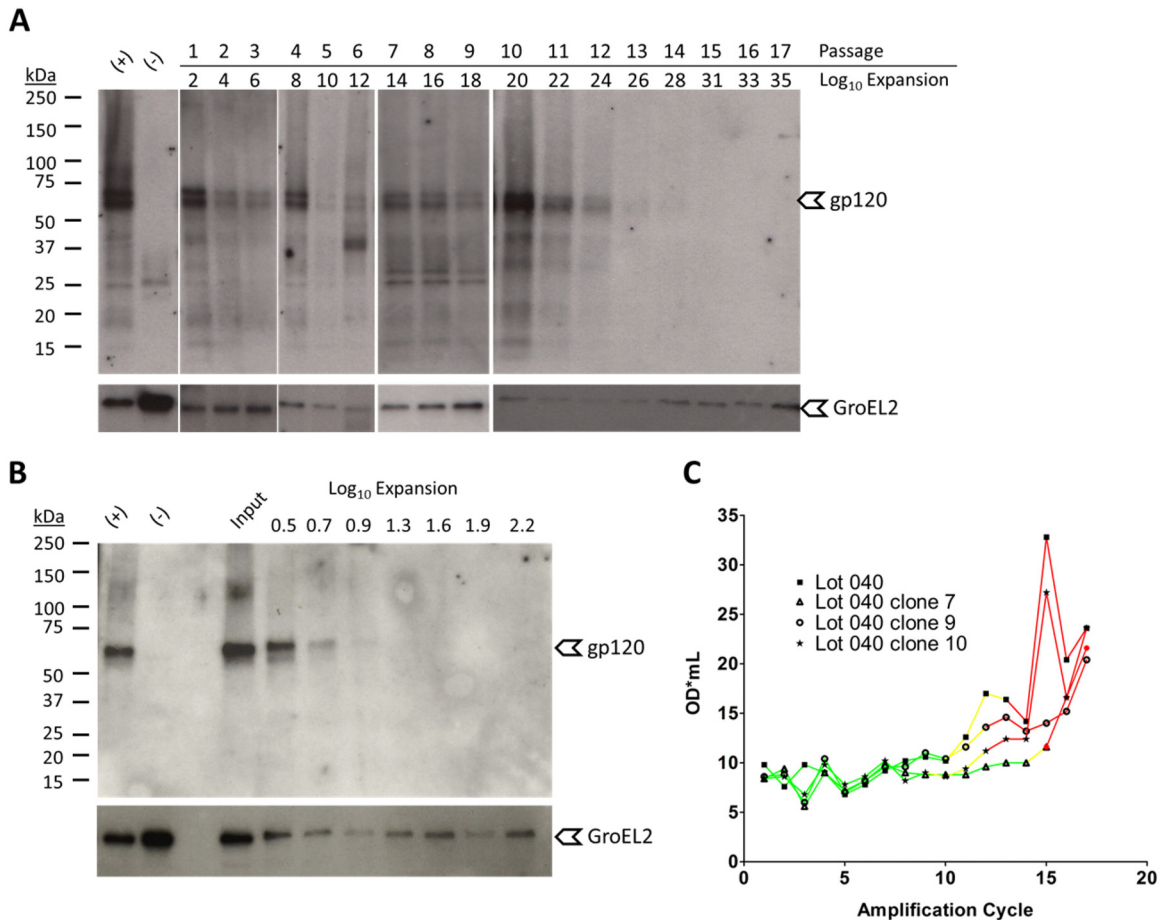 A
(+) (-) 1 2 3 4 5 6 7 8 9 10 11 12 13 14 15 16 17 Passage
kDa 2 4 6 8 10 12 14 16 18 20 22 24 26 28 31 33 35 Log10 Expansion
250
150
100
75
gp120
50
37
25
20
15
GroEL2
B
Log10 Expansion
kDa (+) (-) Input 0.5 0.7 0.9 1.3 1.6 1.9 2.2
250
150
100
75
gp120
50
37
25
20
15
GroEL2
C
35
30
25
20
15
10
5
0
OD*mL
Lot 040
Lot 040 clone 7
Lot 040 clone 9
Lot 040 clone 10
0 5 10 15 20
Amplification Cycle